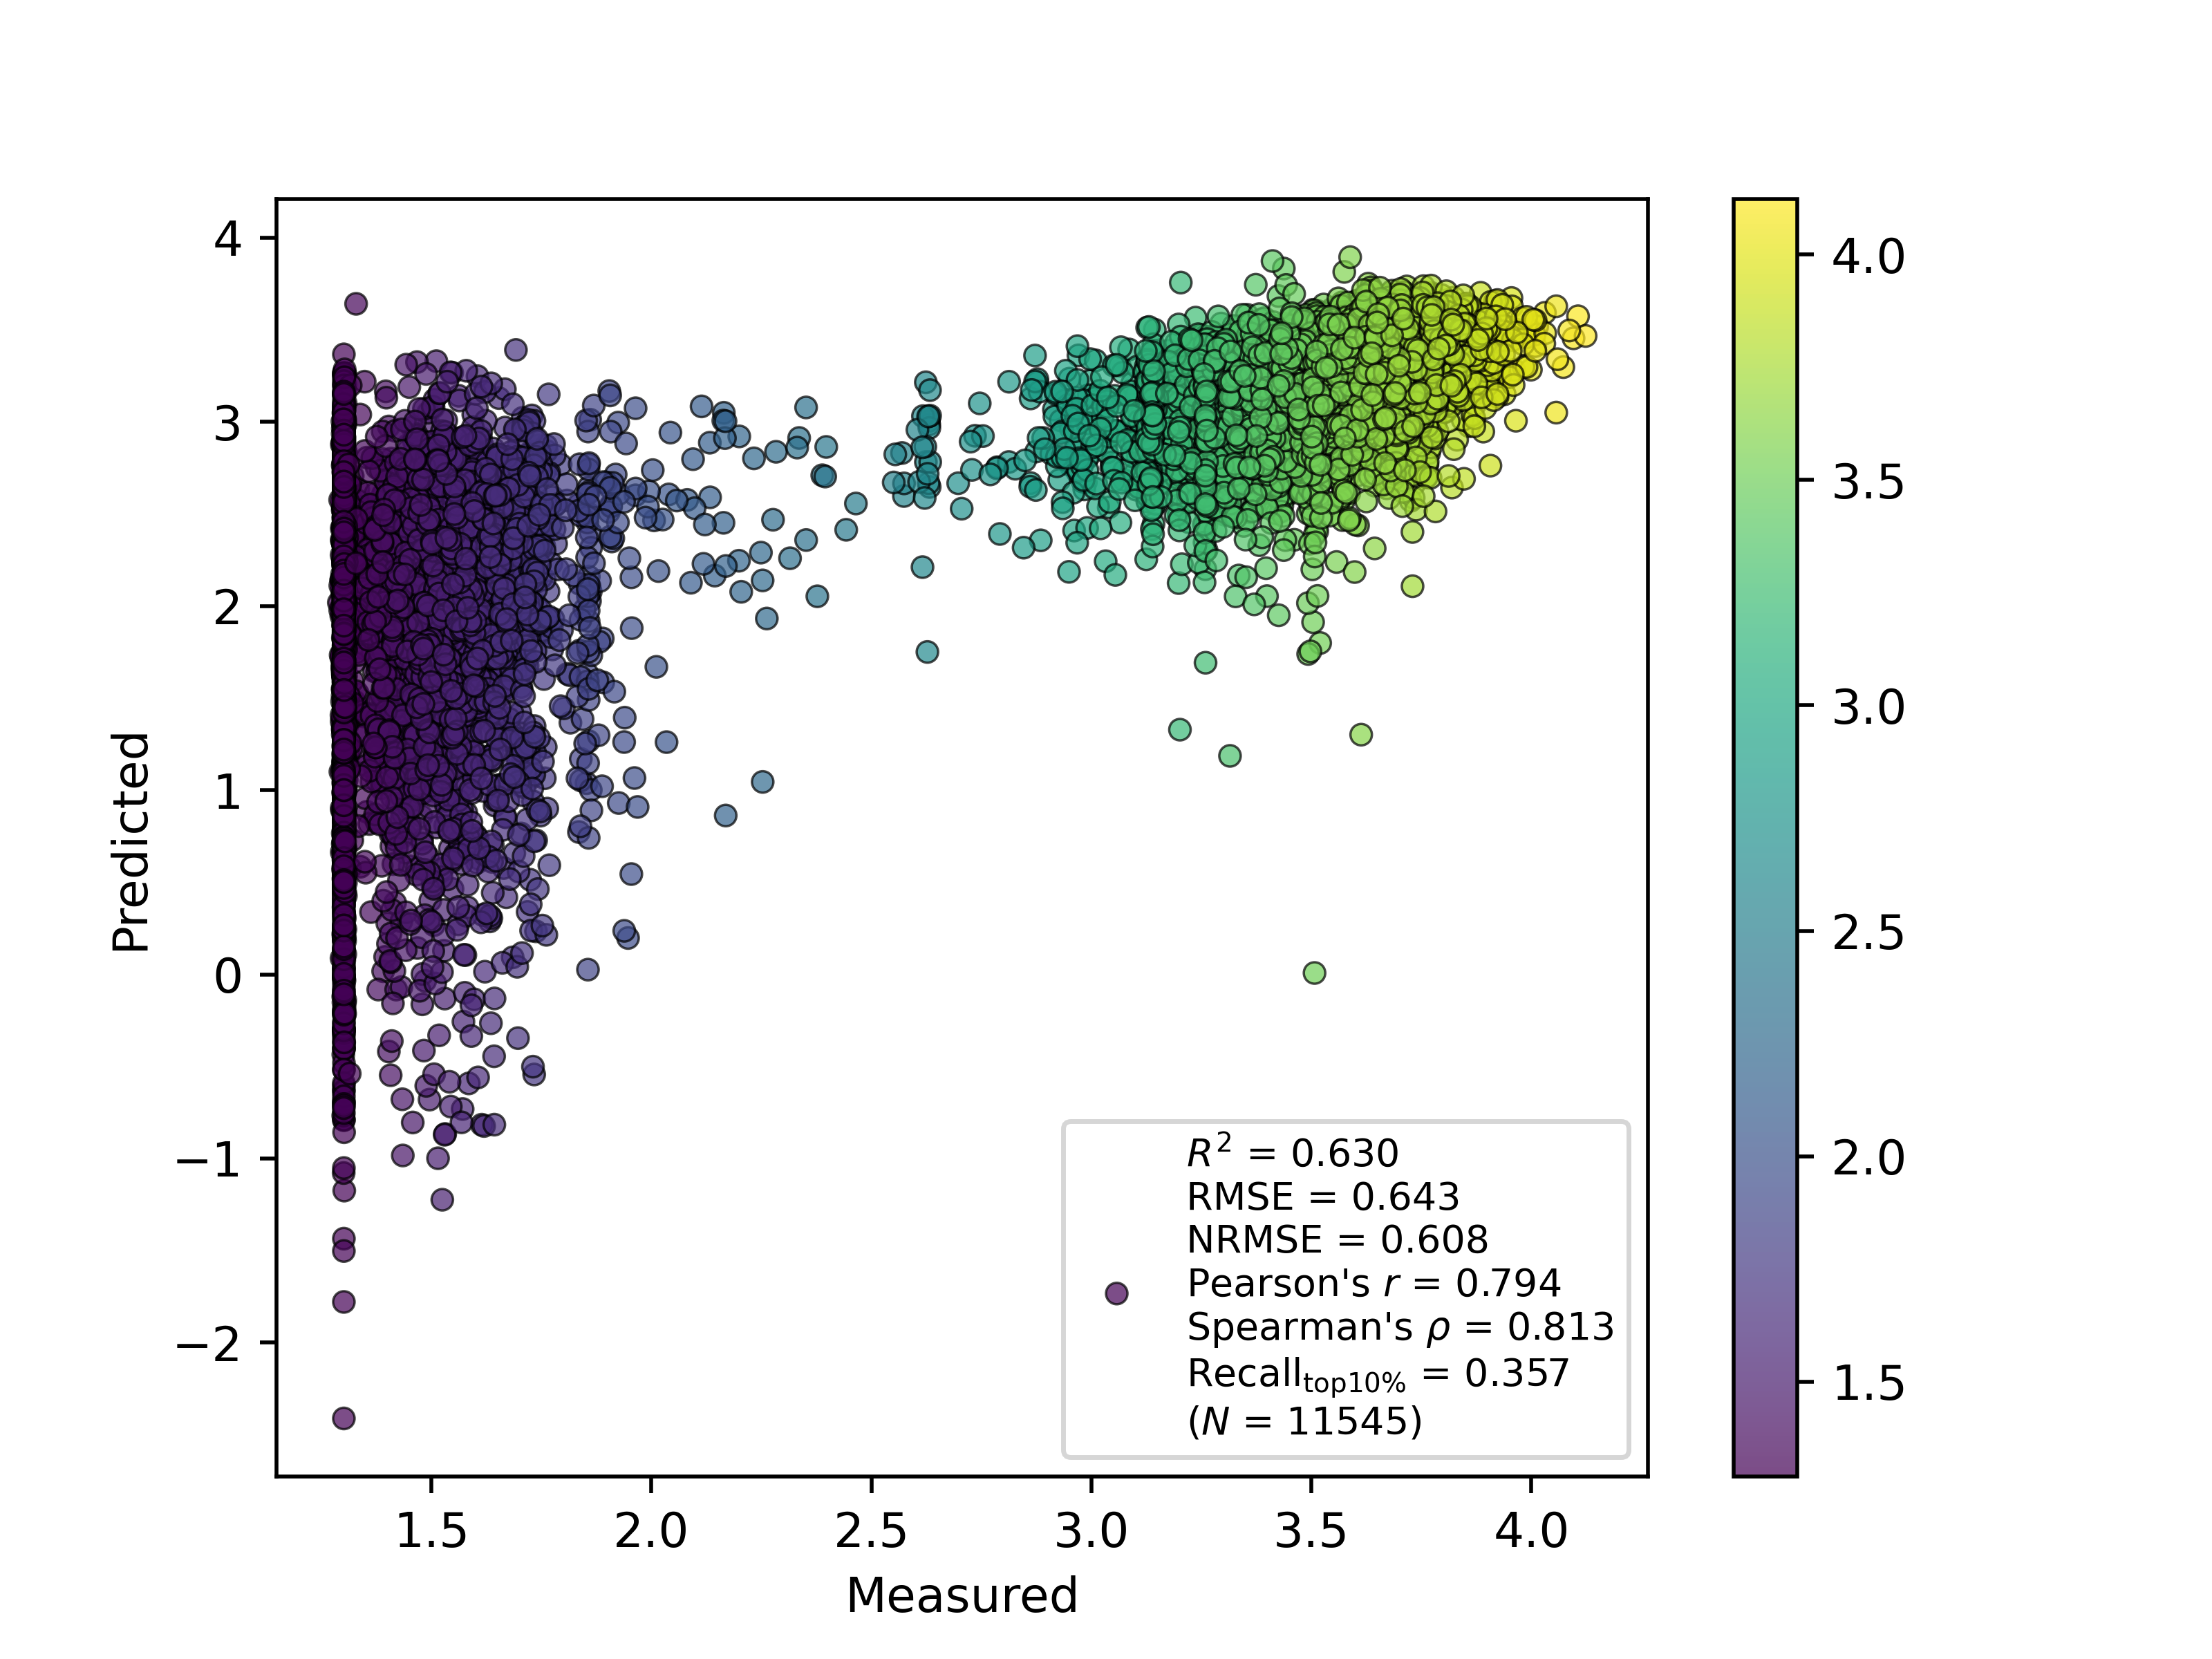 4
3
2
1
0
−1
−2
Predicted
1.5
2.0
2.5
3.0
3.5
4.0
Measured
R² = 0.630
RMSE = 0.643
NRMSE = 0.608
Pearson's r = 0.794
Spearman's ρ = 0.813
Recall top10% = 0.357
(N = 11545)
4.0
3.5
3.0
2.5
2.0
1.5